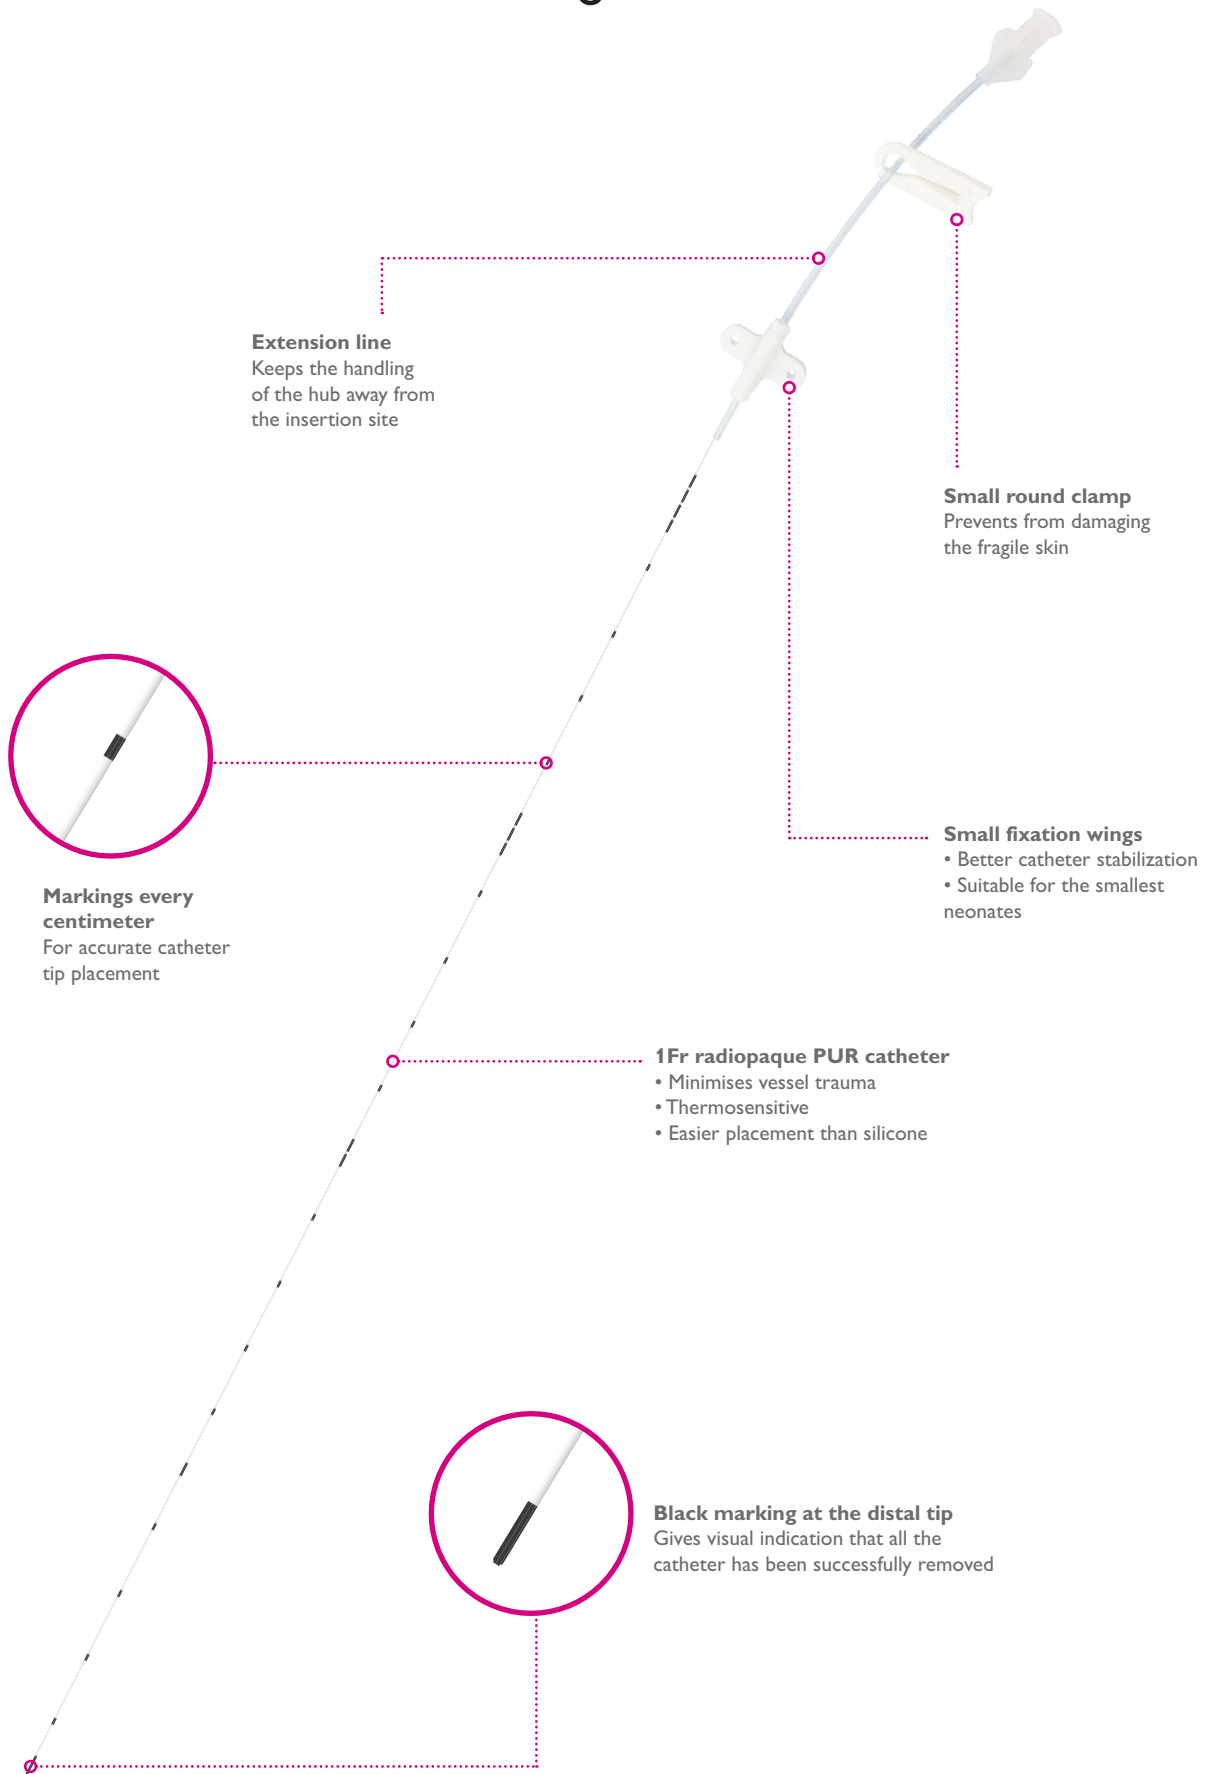 Extension line
Keeps the handling
of the hub away from
the insertion site
Small round clamp
Prevents from damaging
the fragile skin
Small fixation wings
• Better catheter stabilization
• Suitable for the smallest
neonates
Markings every
centimeter
For accurate catheter
tip placement
1Fr radiopaque PUR catheter
• Minimises vessel trauma
• Thermosensitive
• Easier placement than silicone
Black marking at the distal tip
Gives visual indication that all the
catheter has been successfully removed